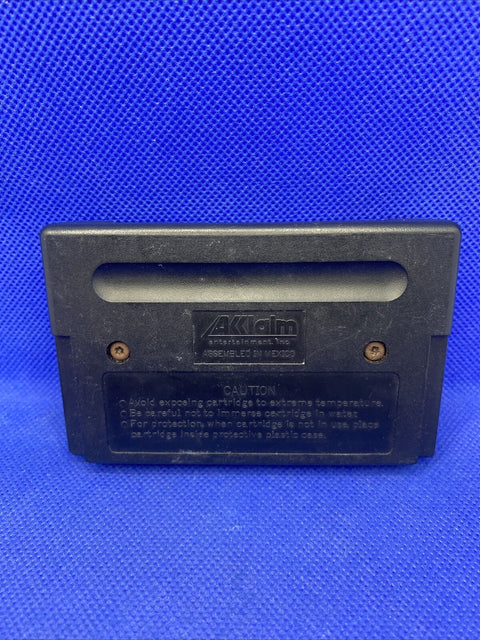 AKKlaim
entertainment, inc.
ASSEMBLED IN MEXICO
CAUTION
Avoid exposing cartridge to extreme temperature.
Be careful not to immerse cartridge in water.
For protection, when cartridge is not in use, place
cartridge inside protective plastic case.